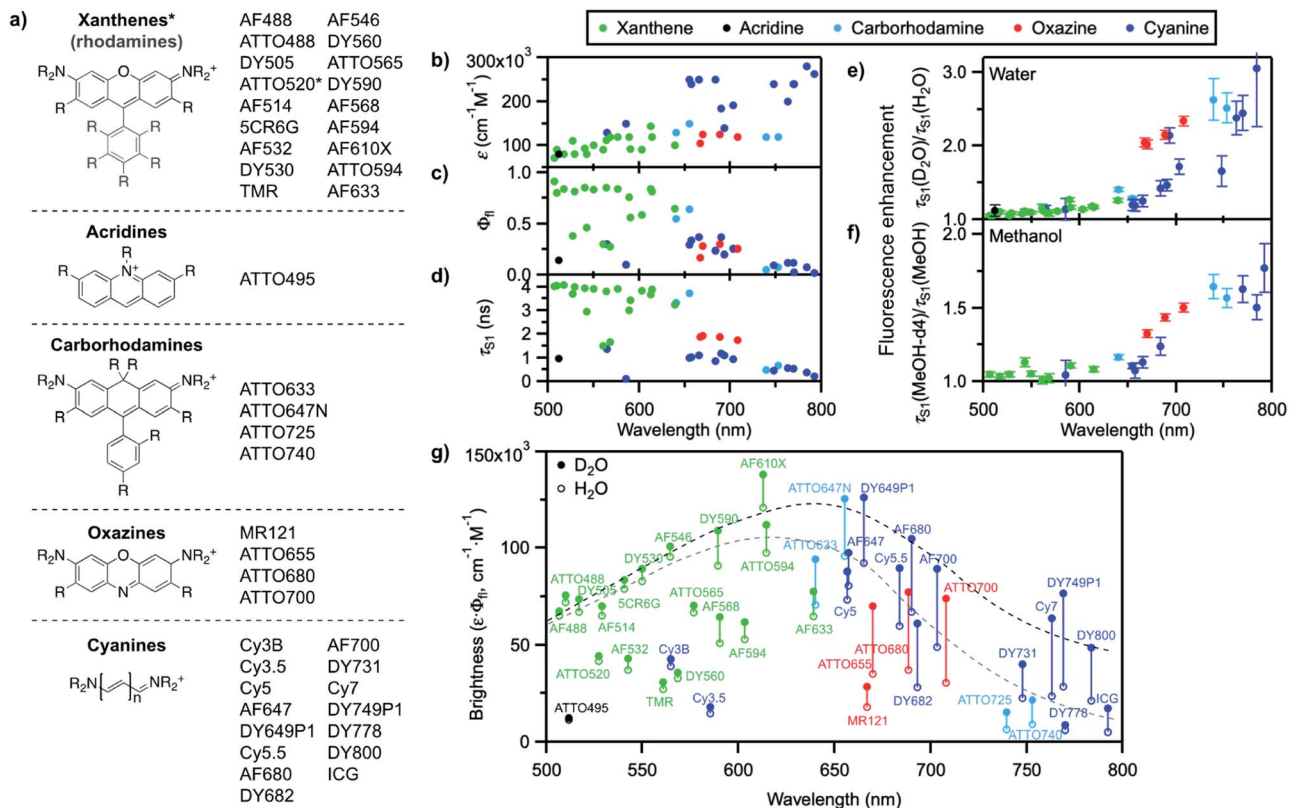 a)
Xanthenes*
(rhodamines)
R₂N
O
NR₂⁺
R
R
R
R
R
R
R
AF488 AF546
ATTO488 DY560
DY505 ATTO565
ATTO520* DY590
AF514 AF568
5CR6G AF594
AF532 AF610X
DY530 ATTO594
TMR AF633
Acridines
R
R
N⁺
R
ATTO495
Carborhodamines
R R
R₂N
NR₂⁺
R
R
R
R
ATTO633
ATTO647N
ATTO725
ATTO740
Oxazines
R₂N
O
NR₂⁺
R
N
R
MR121
ATTO655
ATTO680
ATTO700
Cyanines
R₂N
n
NR₂⁺
Cy3B AF700
Cy3.5 DY731
Cy5 Cy7
AF647 DY749P1
DY649P1 DY778
Cy5.5 DY800
AF680 ICG
DY682
Xanthene Acridine Carborhodamine Oxazine Cyanine
b)
300x10³
200
100
ε (cm⁻¹M⁻¹)
c)
1.0
0.5
0.0
Φfl
d)
4
3
2
1
0
τS1 (ns)
500 600 700 800
Wavelength (nm)
e)
Water
3.0
2.0
1.0
τS1(D₂O)/τS1(H₂O)
Fluorescence enhancement
f)
Methanol
2.0
1.5
1.0
τS1(MeOH-d4)/τS1(MeOH)
500 600 700 800
Wavelength (nm)
g)
150x10³
100
50
0
Brightness (ε·Φfl, cm⁻¹·M⁻¹)
D₂O
H₂O
AF610X
ATTO647N
DY649P1
DY590
AF546
DY530
ATTO594
ATTO633
AF647
AF680
Cy5.5
AF700
ATTO488
DY505
5CR6G
ATTO565
AF568
AF633
Cy5
ATTO700
DY749P1
Cy7
AF488
AF514
AF532
Cy3B
AF594
ATTO680
ATTO655
DY800
DY731
ATTO520
DY560
TMR
Cy3.5
DY682
MR121
ATTO725
ICG
DY778
ATTO740
ATTO495
500 550 600 650 700 750 800
Wavelength (nm)